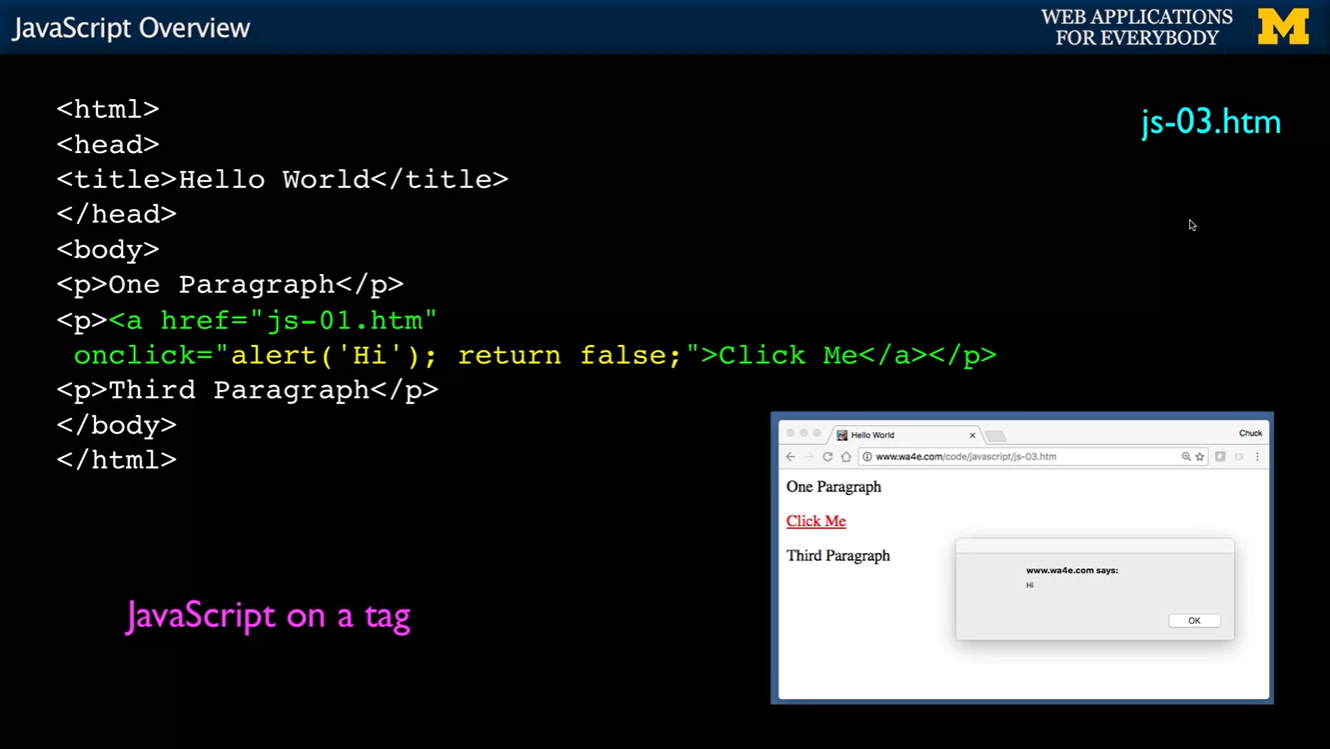 JavaScript Overview
WEB APPLICATIONS
FOR EVERYBODY
M
js-03.htm
<html>
<head>
<title>Hello World</title>
</head>
<body>
<p>One Paragraph</p>
<p><a href="js-01.htm"
onclick="alert('Hi'); return false;">Click Me</a></p>
<p>Third Paragraph</p>
</body>
</html>
JavaScript on a tag
Hello World
Chuck
www.wa4e.com/code/javascript/js-03.htm
One Paragraph
Click Me
Third Paragraph
www.wa4e.com says:
Hi
OK